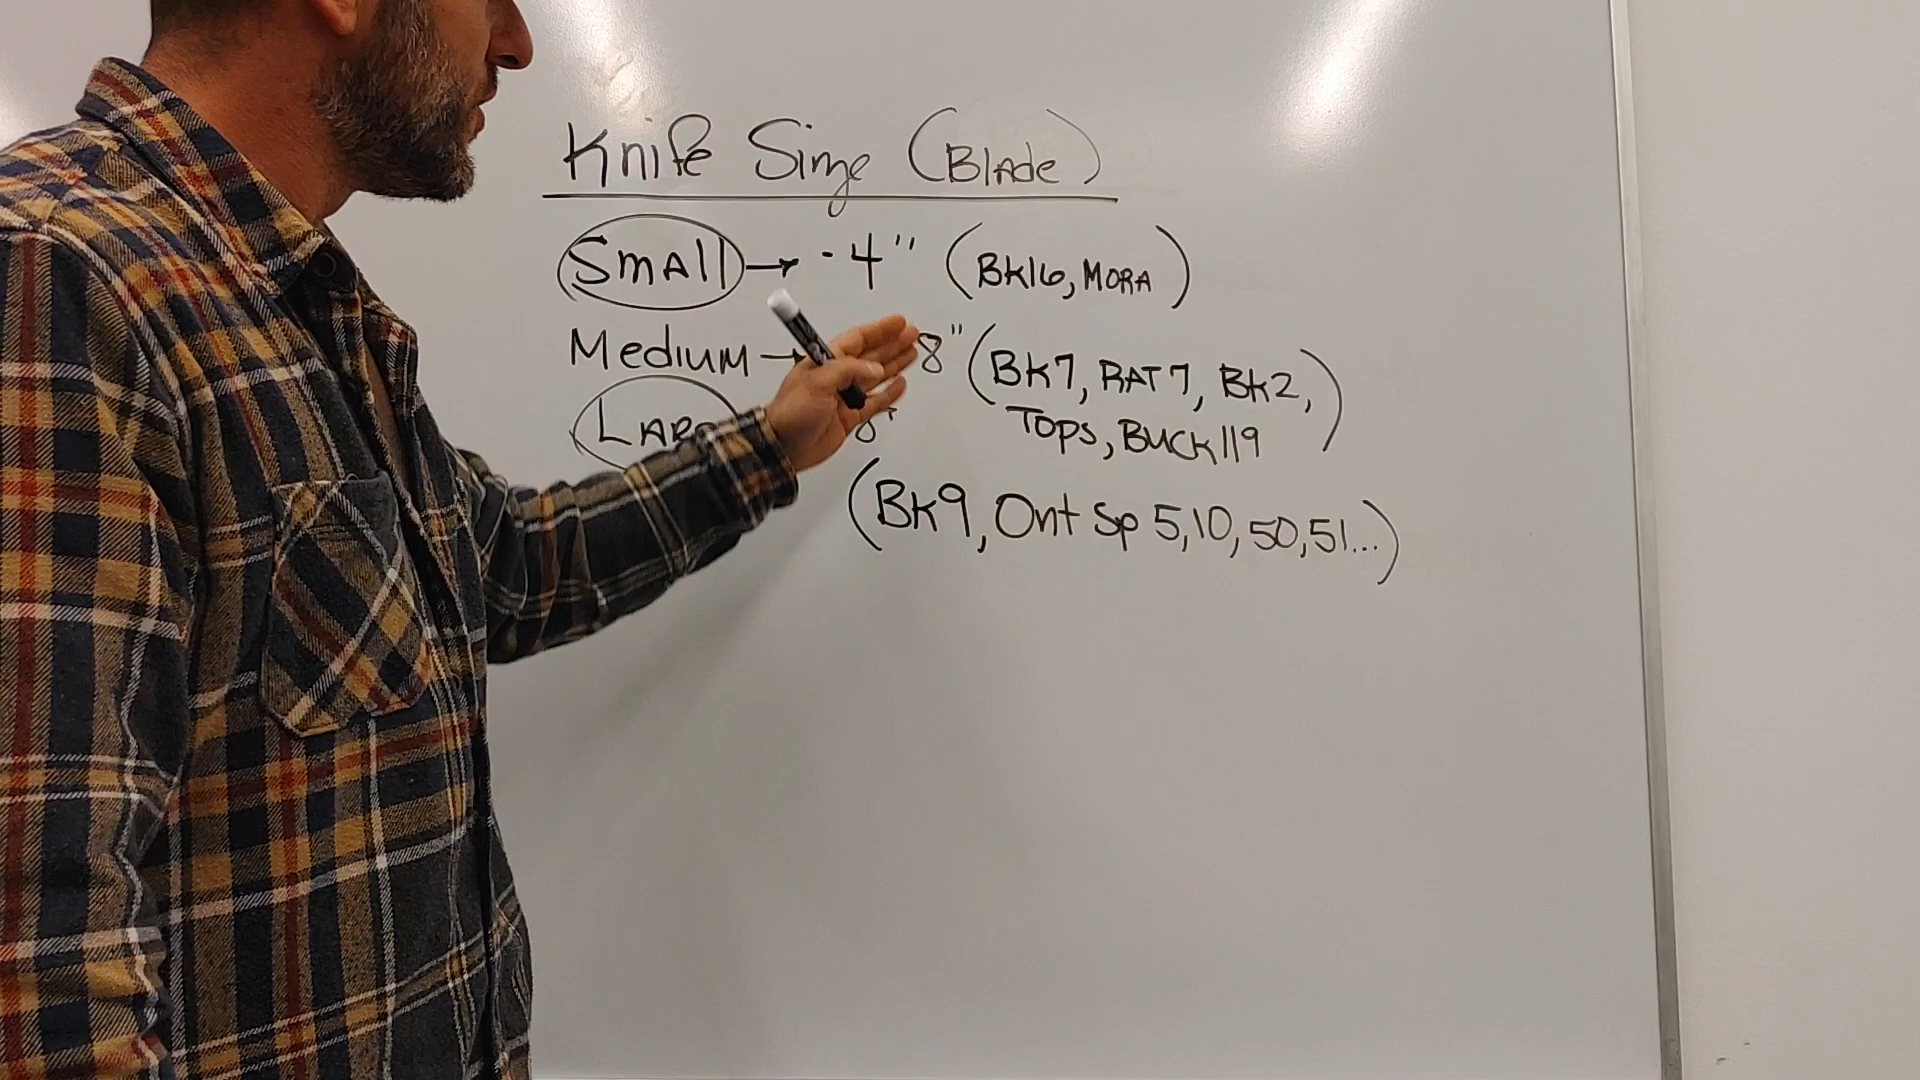 Knife Size (Blade)
Small → -4" (BK16, MORA)
Medium → 8" (BK7, RAT 7, BK2,
Tops, BUCK119)
8"
(BK9, Ont Sp 5,10,50,51...)